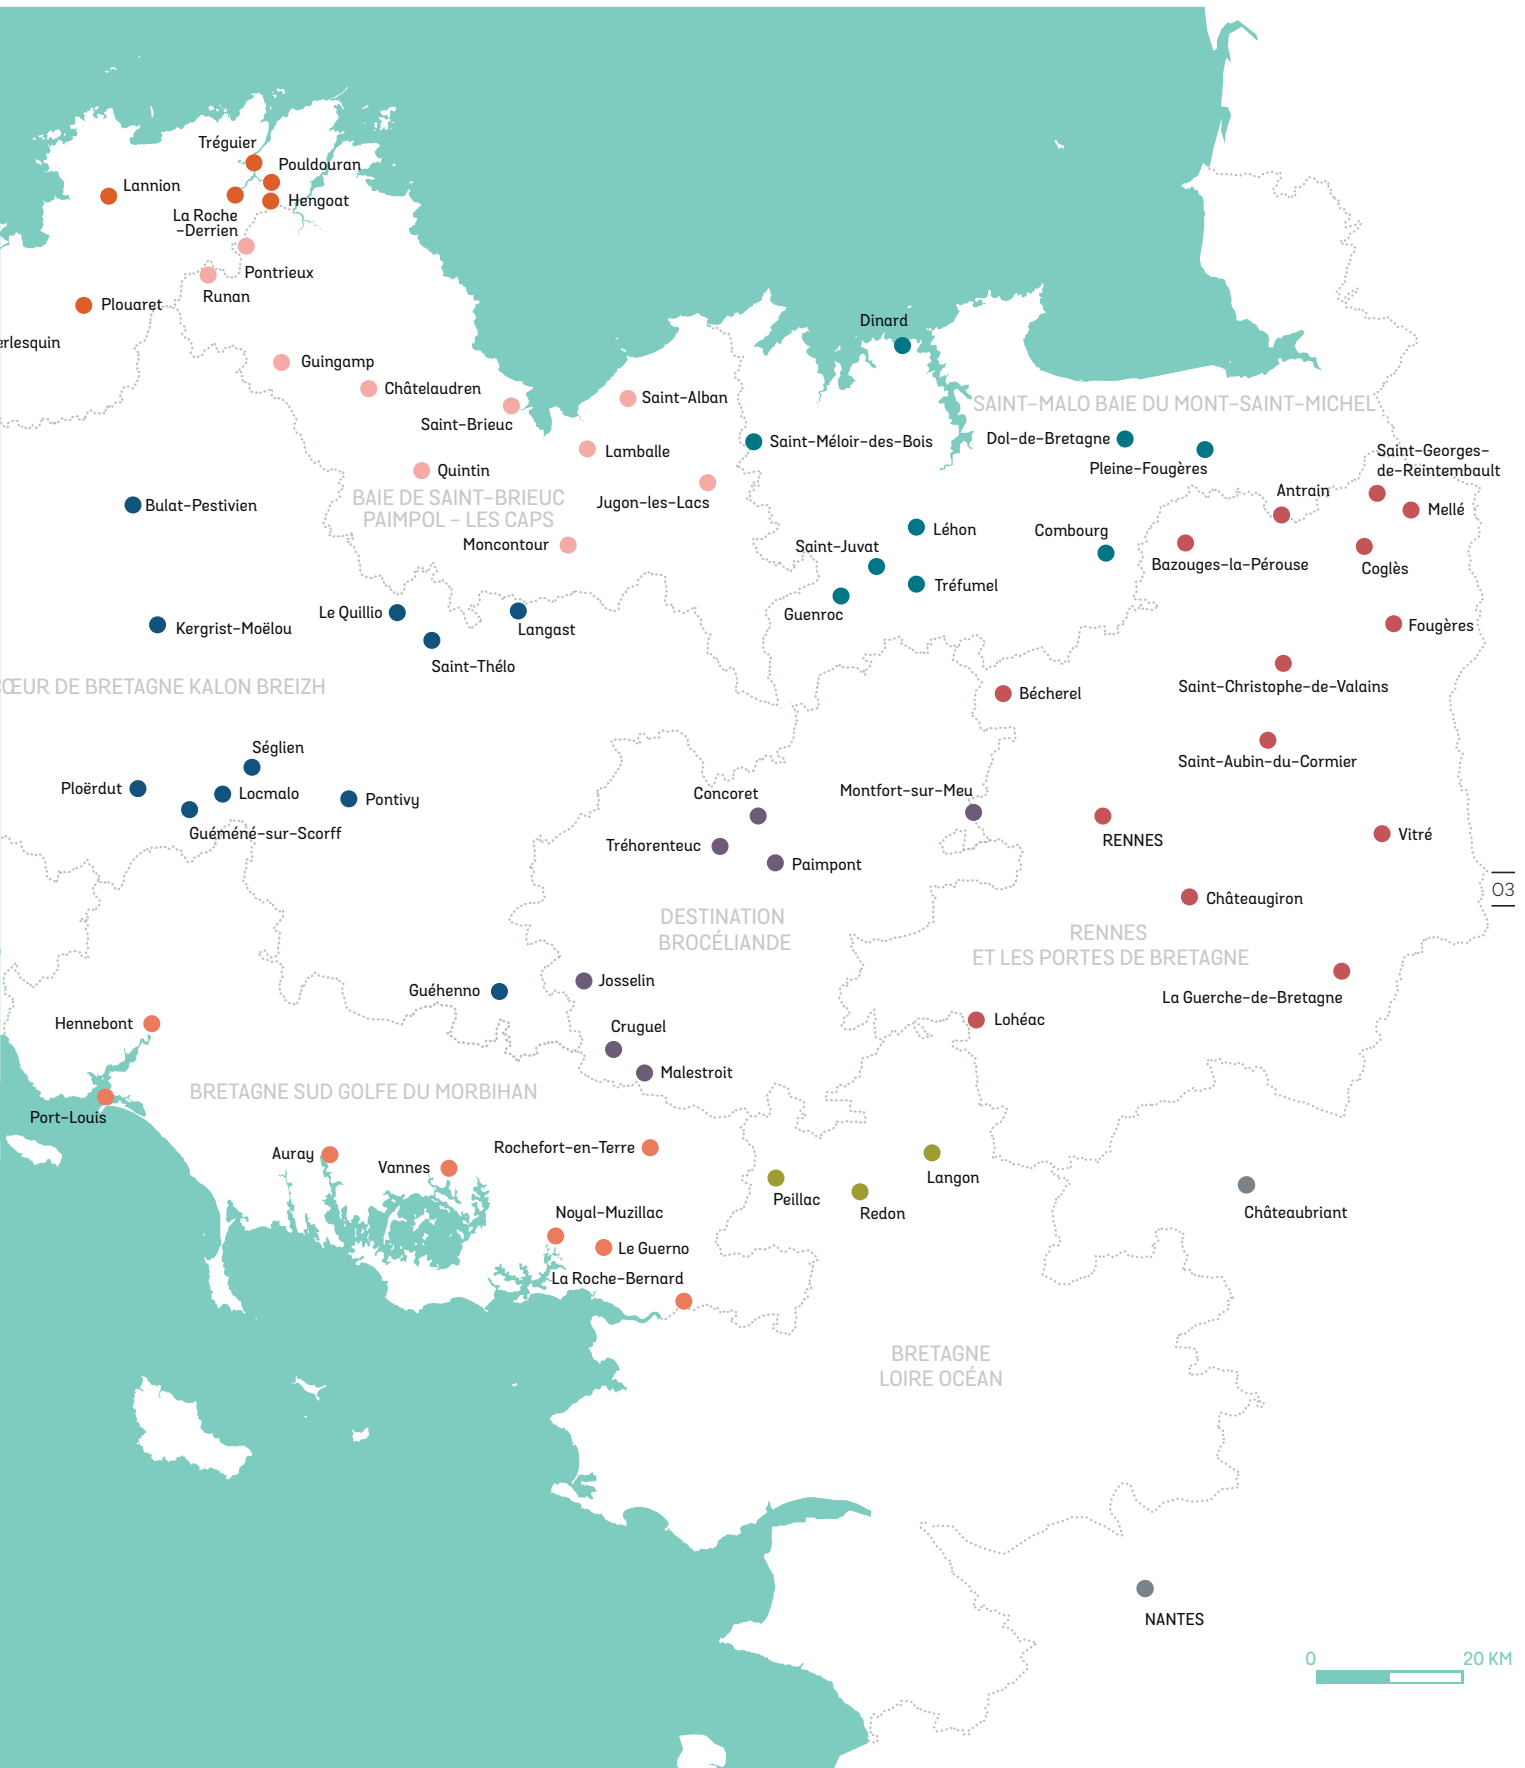 Tréguier
Pouldouran
Lannion
Hengoat
La Roche
-Derrien
Pontrieux
Runan
Plouaret
Dinard
erlesquin
Guingamp
Châtelaudren
Saint-Alban
SAINT-MALO BAIE DU MONT-SAINT-MICHEL
Saint-Brieuc
Saint-Méloir-des-Bois
Dol-de-Bretagne
Lamballe
Saint-Georges-
de-Reintembault
Pleine-Fougères
Quintin
BAIE DE SAINT-BRIEUC
PAIMPOL - LES CAPS
Jugon-les-Lacs
Antrain
Mellé
Bulat-Pestivien
Léhon
Combourg
Moncontour
Saint-Juvat
Bazouges-la-Pérouse
Coglès
Tréfumel
Le Quillio
Guenroc
Kergrist-Moëlou
Langast
Fougères
Saint-Thélo
ŒUR DE BRETAGNE KALON BREIZH
Saint-Christophe-de-Valains
Bécherel
Séglien
Saint-Aubin-du-Cormier
Ploërdut
Locmalo
Pontivy
Concoret
Montfort-sur-Meu
Guéméné-sur-Scorff
RENNES
Vitré
Tréhorenteuc
Paimpont
03
Châteaugiron
DESTINATION
BROCÉLIANDE
RENNES
ET LES PORTES DE BRETAGNE
Josselin
Guéhenno
La Guerche-de-Bretagne
Hennebont
Cruguel
Lohéac
Malestroit
BRETAGNE SUD GOLFE DU MORBIHAN
Port-Louis
Auray
Vannes
Rochefort-en-Terre
Langon
Peillac
Redon
Châteaubriant
Noyal-Muzillac
Le Guerno
La Roche-Bernard
BRETAGNE
LOIRE OCÉAN
NANTES
0
20 KM